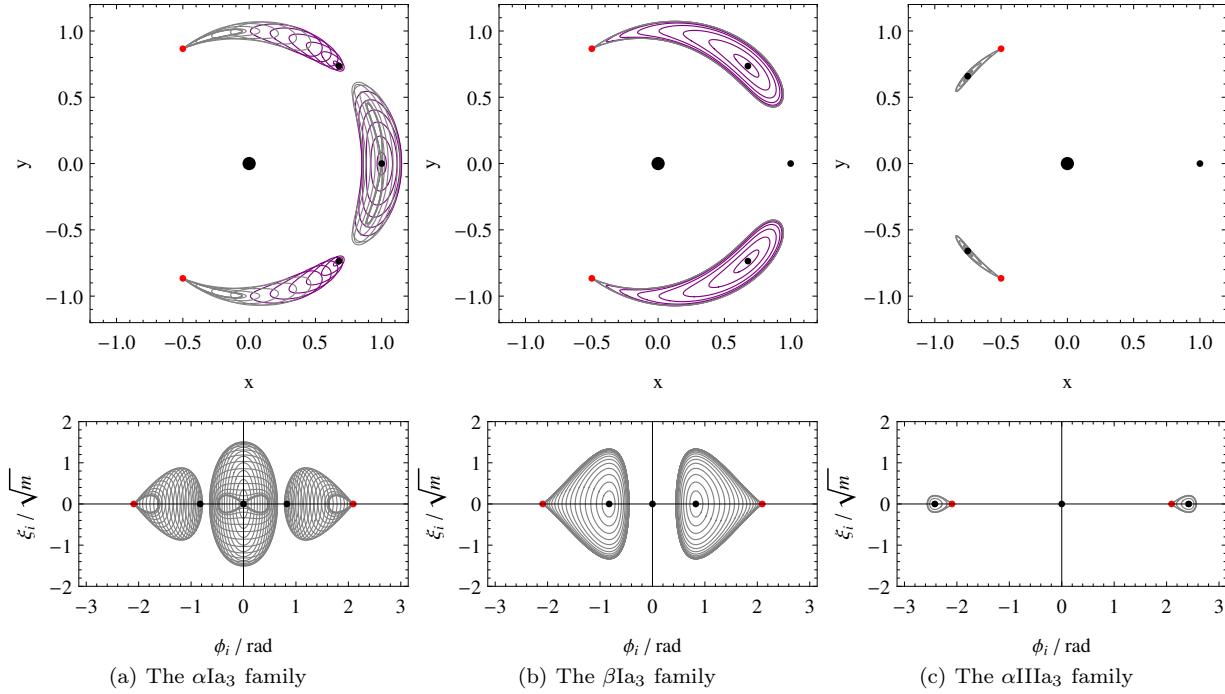 1.0
0.5
0.0
−0.5
−1.0
y
−1.0 −0.5 0.0 0.5 1.0
x
1.0
0.5
0.0
−0.5
−1.0
y
−1.0 −0.5 0.0 0.5 1.0
x
1.0
0.5
0.0
−0.5
−1.0
y
−1.0 −0.5 0.0 0.5 1.0
x
2
1
0
−1
−2
ξi / √m
−3 −2 −1 0 1 2 3
ϕi / rad
2
1
0
−1
−2
ξi / √m
−3 −2 −1 0 1 2 3
ϕi / rad
2
1
0
−1
−2
ξi / √m
−3 −2 −1 0 1 2 3
ϕi / rad
(a) The αIa₃ family
(b) The βIa₃ family
(c) The αIIIa₃ family